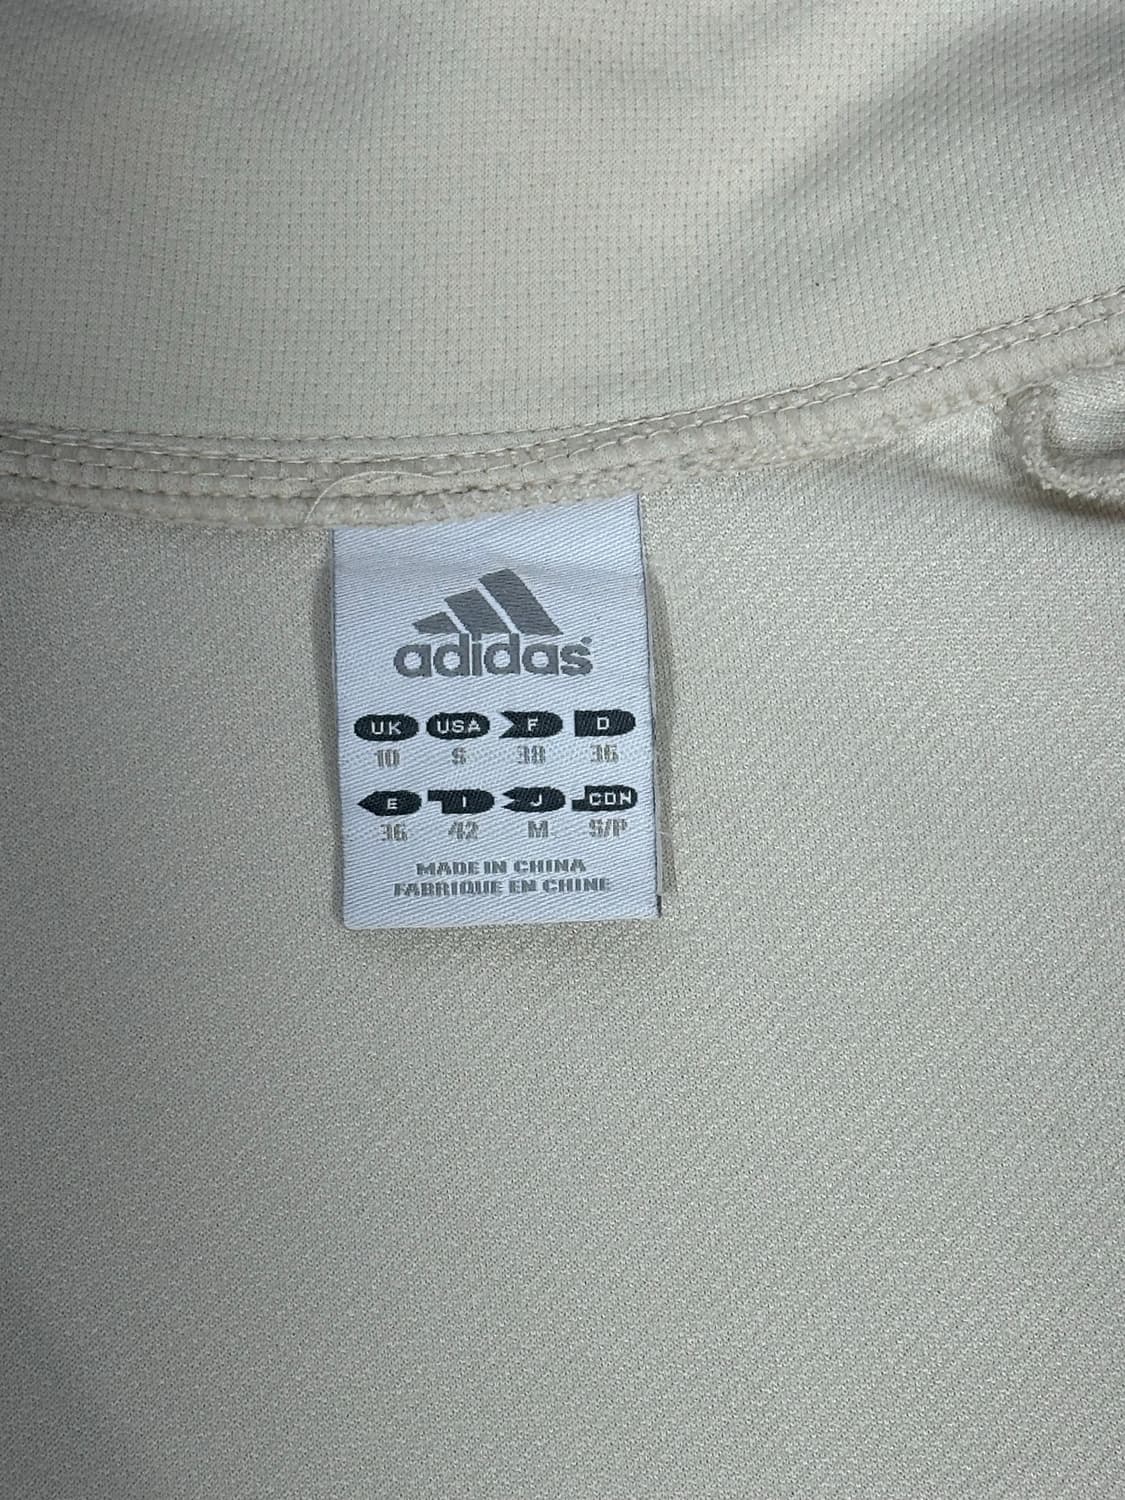 adidas
UK USA F D
10 S 38 36
E I J CDN
36 42 M S/P
MADE IN CHINA
FABRIQUE EN CHINE